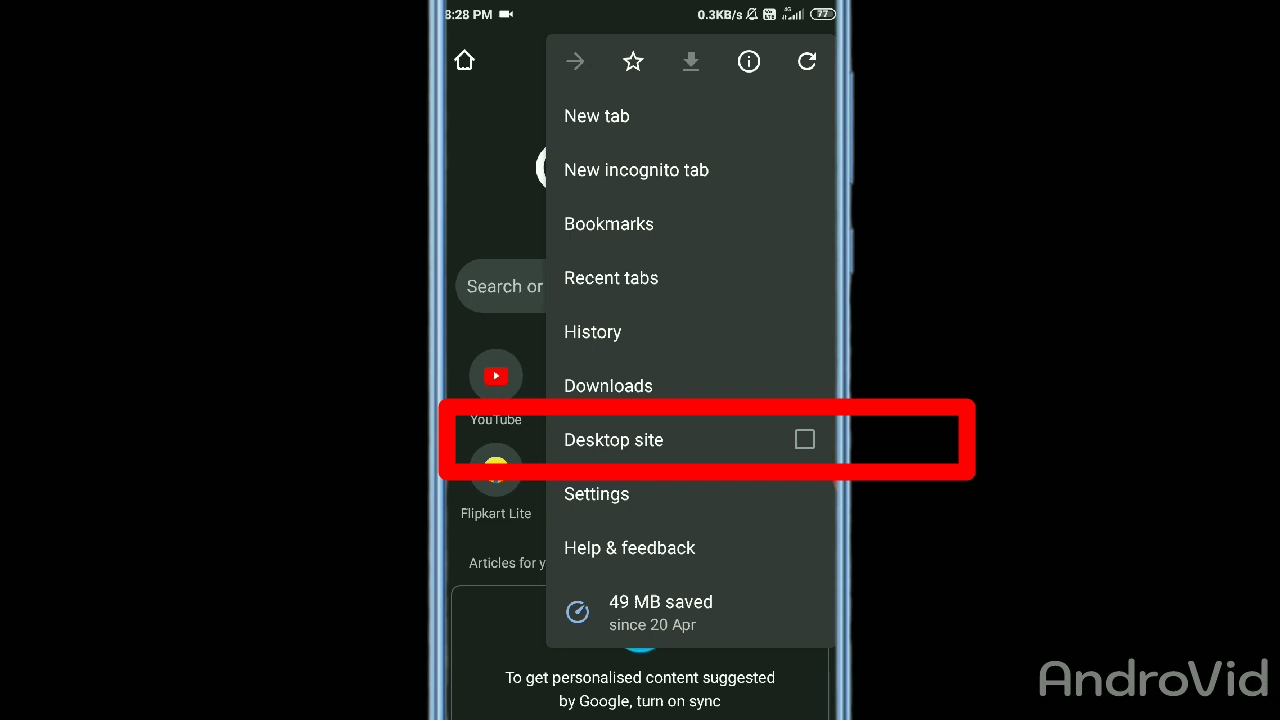 8:28 PM
0.3KB/s
4G
77
New tab
New incognito tab
Bookmarks
Recent tabs
Search or
History
Downloads
YouTube
Desktop site
Settings
Flipkart Lite
Help & feedback
Articles for y
49 MB saved
since 20 Apr
To get personalised content suggested
by Google, turn on sync
AndroVid